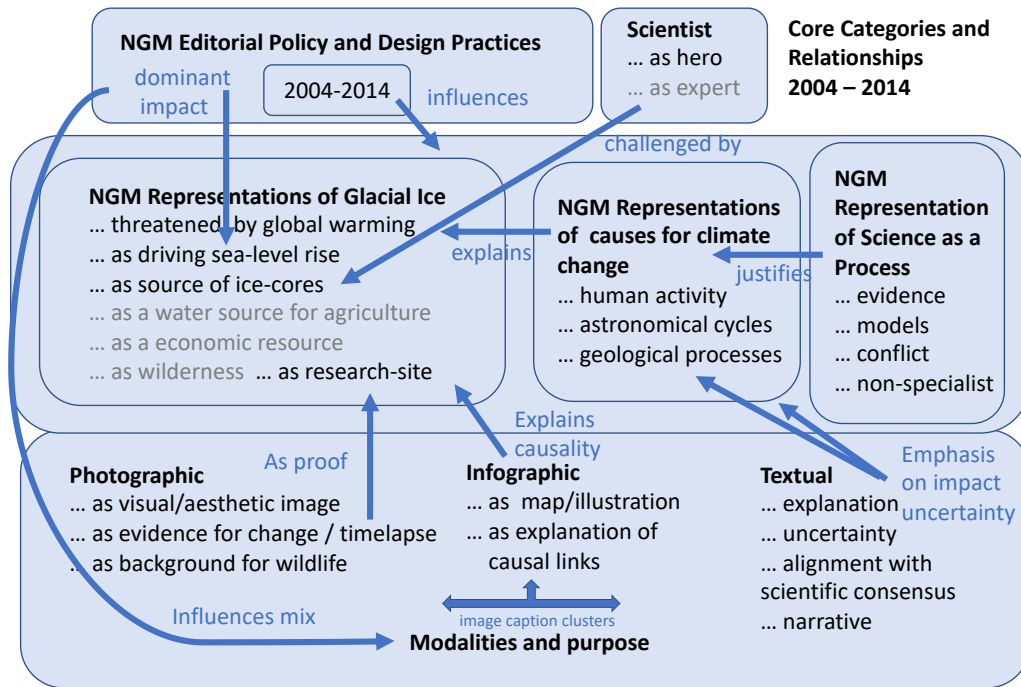 NGM Editorial Policy and Design Practices
dominant
impact
2004-2014
influences
Scientist
... as hero
... as expert
Core Categories and
Relationships
2004 – 2014
challenged by
NGM Representations of Glacial Ice
... threatened by global warming
... as driving sea-level rise
... as source of ice-cores
... as a water source for agriculture
... as a economic resource
... as wilderness ... as research-site
explains
NGM Representations
of causes for climate
change
... human activity
... astronomical cycles
... geological processes
justifies
NGM
Representation
of Science as a
Process
... evidence
... models
... conflict
... non-specialist
As proof
Explains
causality
Emphasis
on impact
uncertainty
Photographic
... as visual/aesthetic image
... as evidence for change / timelapse
... as background for wildlife
Infographic
... as map/illustration
... as explanation of
causal links
Textual
... explanation
... uncertainty
... alignment with
scientific consensus
... narrative
Influences mix
image caption clusters
Modalities and purpose